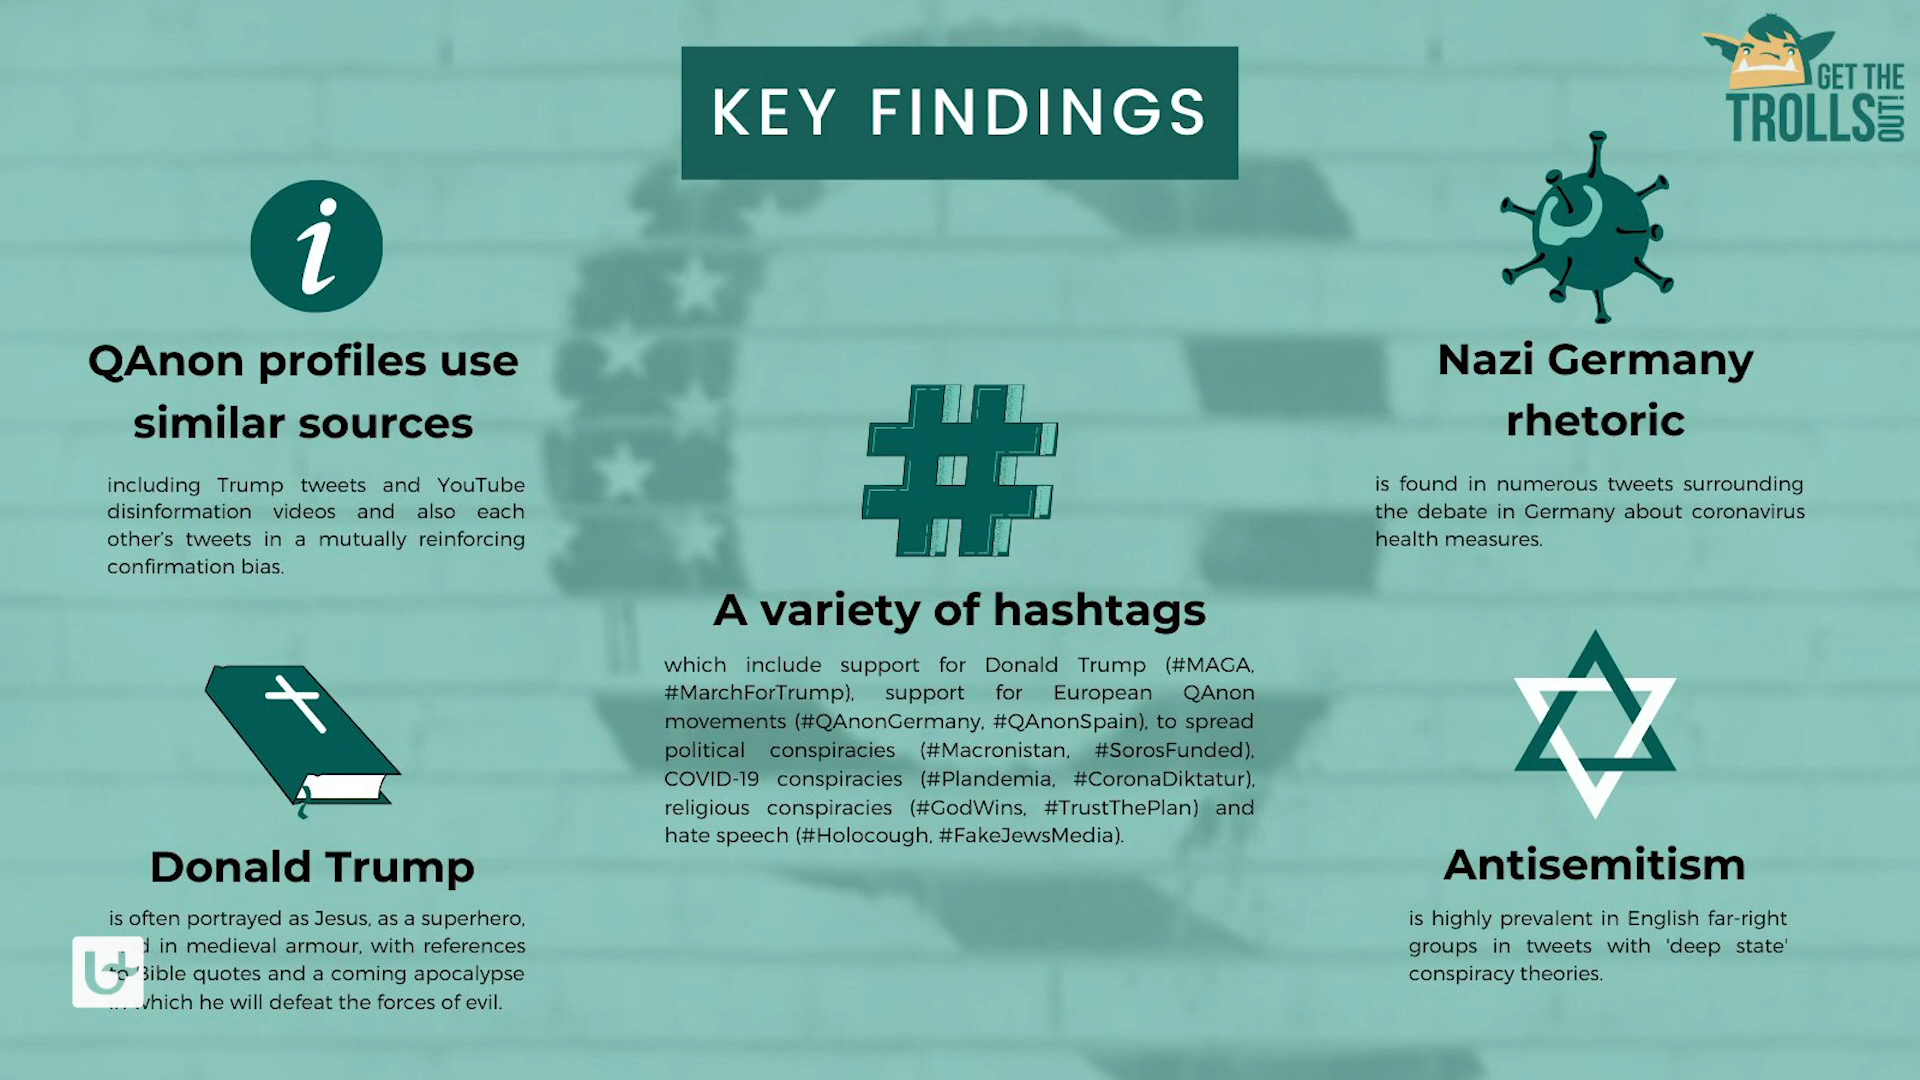 KEY FINDINGS
GET THE
TROLLS
OUT!
QAnon profiles use
similar sources
including Trump tweets and YouTube
disinformation videos and also each
other's tweets in a mutually reinforcing
confirmation bias.
Donald Trump
is often portrayed as Jesus, as a superhero,
in medieval armour, with references
Bible quotes and a coming apocalypse
which he will defeat the forces of evil.
A variety of hashtags
which include support for Donald Trump (#MAGA,
#MarchForTrump), support for European QAnon
movements (#QAnonGermany, #QAnonSpain), to spread
political conspiracies (#Macronistan, #SorosFunded),
COVID-19 conspiracies (#Plandemia, #CoronaDiktatur),
religious conspiracies (#GodWins, #TrustThePlan) and
hate speech (#Holocough, #FakeJewsMedia).
Nazi Germany
rhetoric
is found in numerous tweets surrounding
the debate in Germany about coronavirus
health measures.
Antisemitism
is highly prevalent in English far-right
groups in tweets with 'deep state'
conspiracy theories.